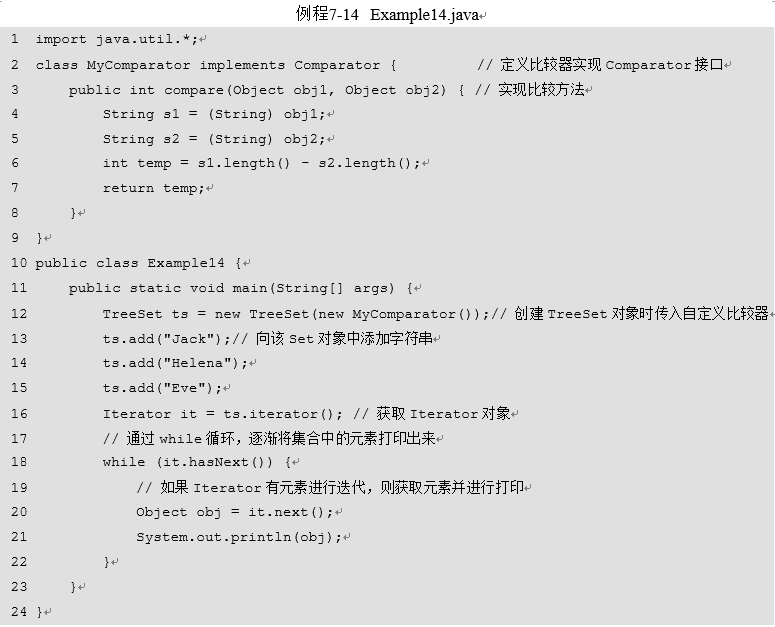 例程7-14 Example14.java↵
1 import java.util.*;↵
2 class MyComparator implements Comparator { // 定义比较器实现 Comparator 接口↵
3 public int compare(Object obj1, Object obj2) { // 实现比较方法↵
4 String s1 = (String) obj1;↵
5 String s2 = (String) obj2;↵
6 int temp = s1.length() - s2.length();↵
7 return temp;↵
8 }↵
9 }↵
10 public class Example14 {↵
11 public static void main(String[] args) {↵
12 TreeSet ts = new TreeSet(new MyComparator());// 创建 TreeSet 对象时传入自定义比较器↵
13 ts.add("Jack");// 向该 Set 对象中添加字符串↵
14 ts.add("Helena");↵
15 ts.add("Eve");↵
16 Iterator it = ts.iterator(); // 获取 Iterator 对象↵
17 // 通过 while 循环，逐渐将集合中的元素打印出来↵
18 while (it.hasNext()) {↵
19 // 如果 Iterator 有元素进行迭代，则获取元素并进行打印↵
20 Object obj = it.next();↵
21 System.out.println(obj);↵
22 }↵
23 }↵
24 }↵